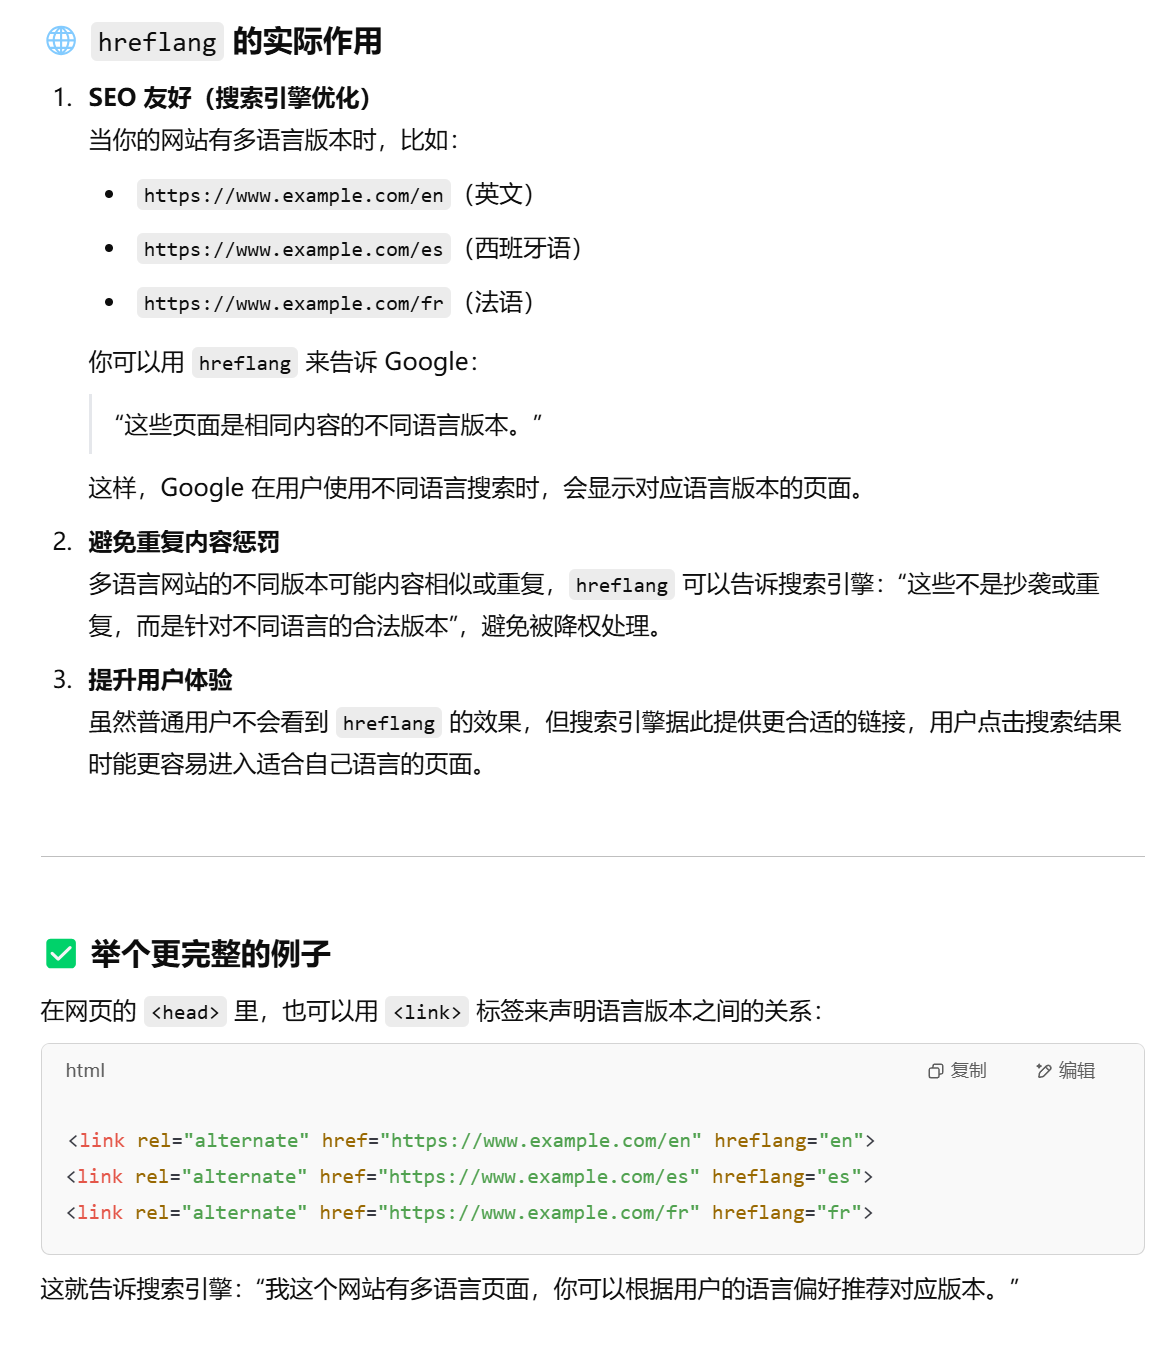 🌐 hreflang 的实际作用
1. SEO 友好（搜索引擎优化）
当你的网站有多语言版本时，比如：
• https://www.example.com/en（英文）
• https://www.example.com/es（西班牙语）
• https://www.example.com/fr（法语）
你可以用 hreflang 来告诉 Google：
“这些页面是相同内容的不同语言版本。”
这样，Google 在用户使用不同语言搜索时，会显示对应语言版本的页面。
2. 避免重复内容惩罚
多语言网站的不同版本可能内容相似或重复，hreflang 可以告诉搜索引擎：“这些不是抄袭或重
复，而是针对不同语言的合法版本”，避免被降权处理。
3. 提升用户体验
虽然普通用户不会看到 hreflang 的效果，但搜索引擎据此提供更合适的链接，用户点击搜索结果
时能更容易进入适合自己语言的页面。
✅ 举个更完整的例子
在网页的 <head> 里，也可以用 <link> 标签来声明语言版本之间的关系：
html 复制 编辑
<link rel="alternate" href="https://www.example.com/en" hreflang="en">
<link rel="alternate" href="https://www.example.com/es" hreflang="es">
<link rel="alternate" href="https://www.example.com/fr" hreflang="fr">
这就告诉搜索引擎：“我这个网站有多语言页面，你可以根据用户的语言偏好推荐对应版本。”